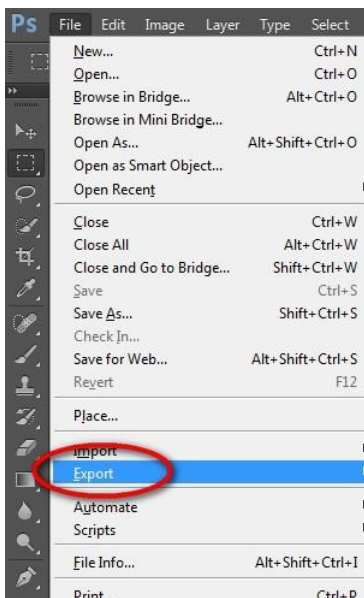 Ps File Edit Image Layer Type Select
New... Ctrl+N
Open... Ctrl+O
Browse in Bridge... Alt+Ctrl+O
Browse in Mini Bridge...
Open As... Alt+Shift+Ctrl+O
Open as Smart Object...
Open Recent
Close Ctrl+W
Close All Alt+Ctrl+W
Close and Go to Bridge... Shift+Ctrl+W
Save Ctrl+S
Save As... Shift+Ctrl+S
Check In...
Save for Web... Alt+Shift+Ctrl+S
Revert F12
Place...
Import
Export
Automate
Scripts
File Info... Alt+Shift+Ctrl+I
Print... Ctrl+P